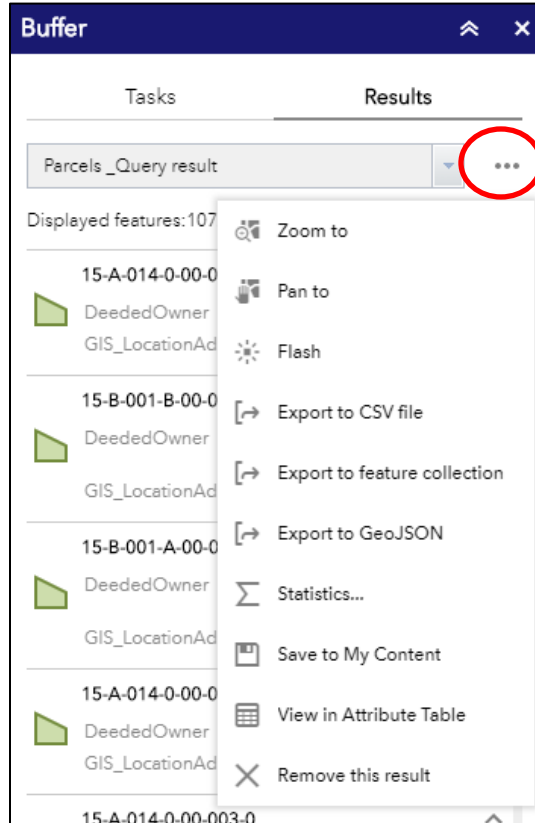 Buffer
Tasks Results
Parcels _Query result
Displayed features:107
Zoom to
15-A-014-0-00-0
DeededOwner
Pan to
GIS_LocationAd
Flash
15-B-001-B-00-0
Export to CSV file
DeededOwner
Export to feature collection
GIS_LocationAd
Export to GeoJSON
15-B-001-A-00-0
DeededOwner
Statistics...
GIS_LocationAd
Save to My Content
15-A-014-0-00-0
View in Attribute Table
DeededOwner
GIS_LocationAd
Remove this result
15-A-014-0-00-003-0